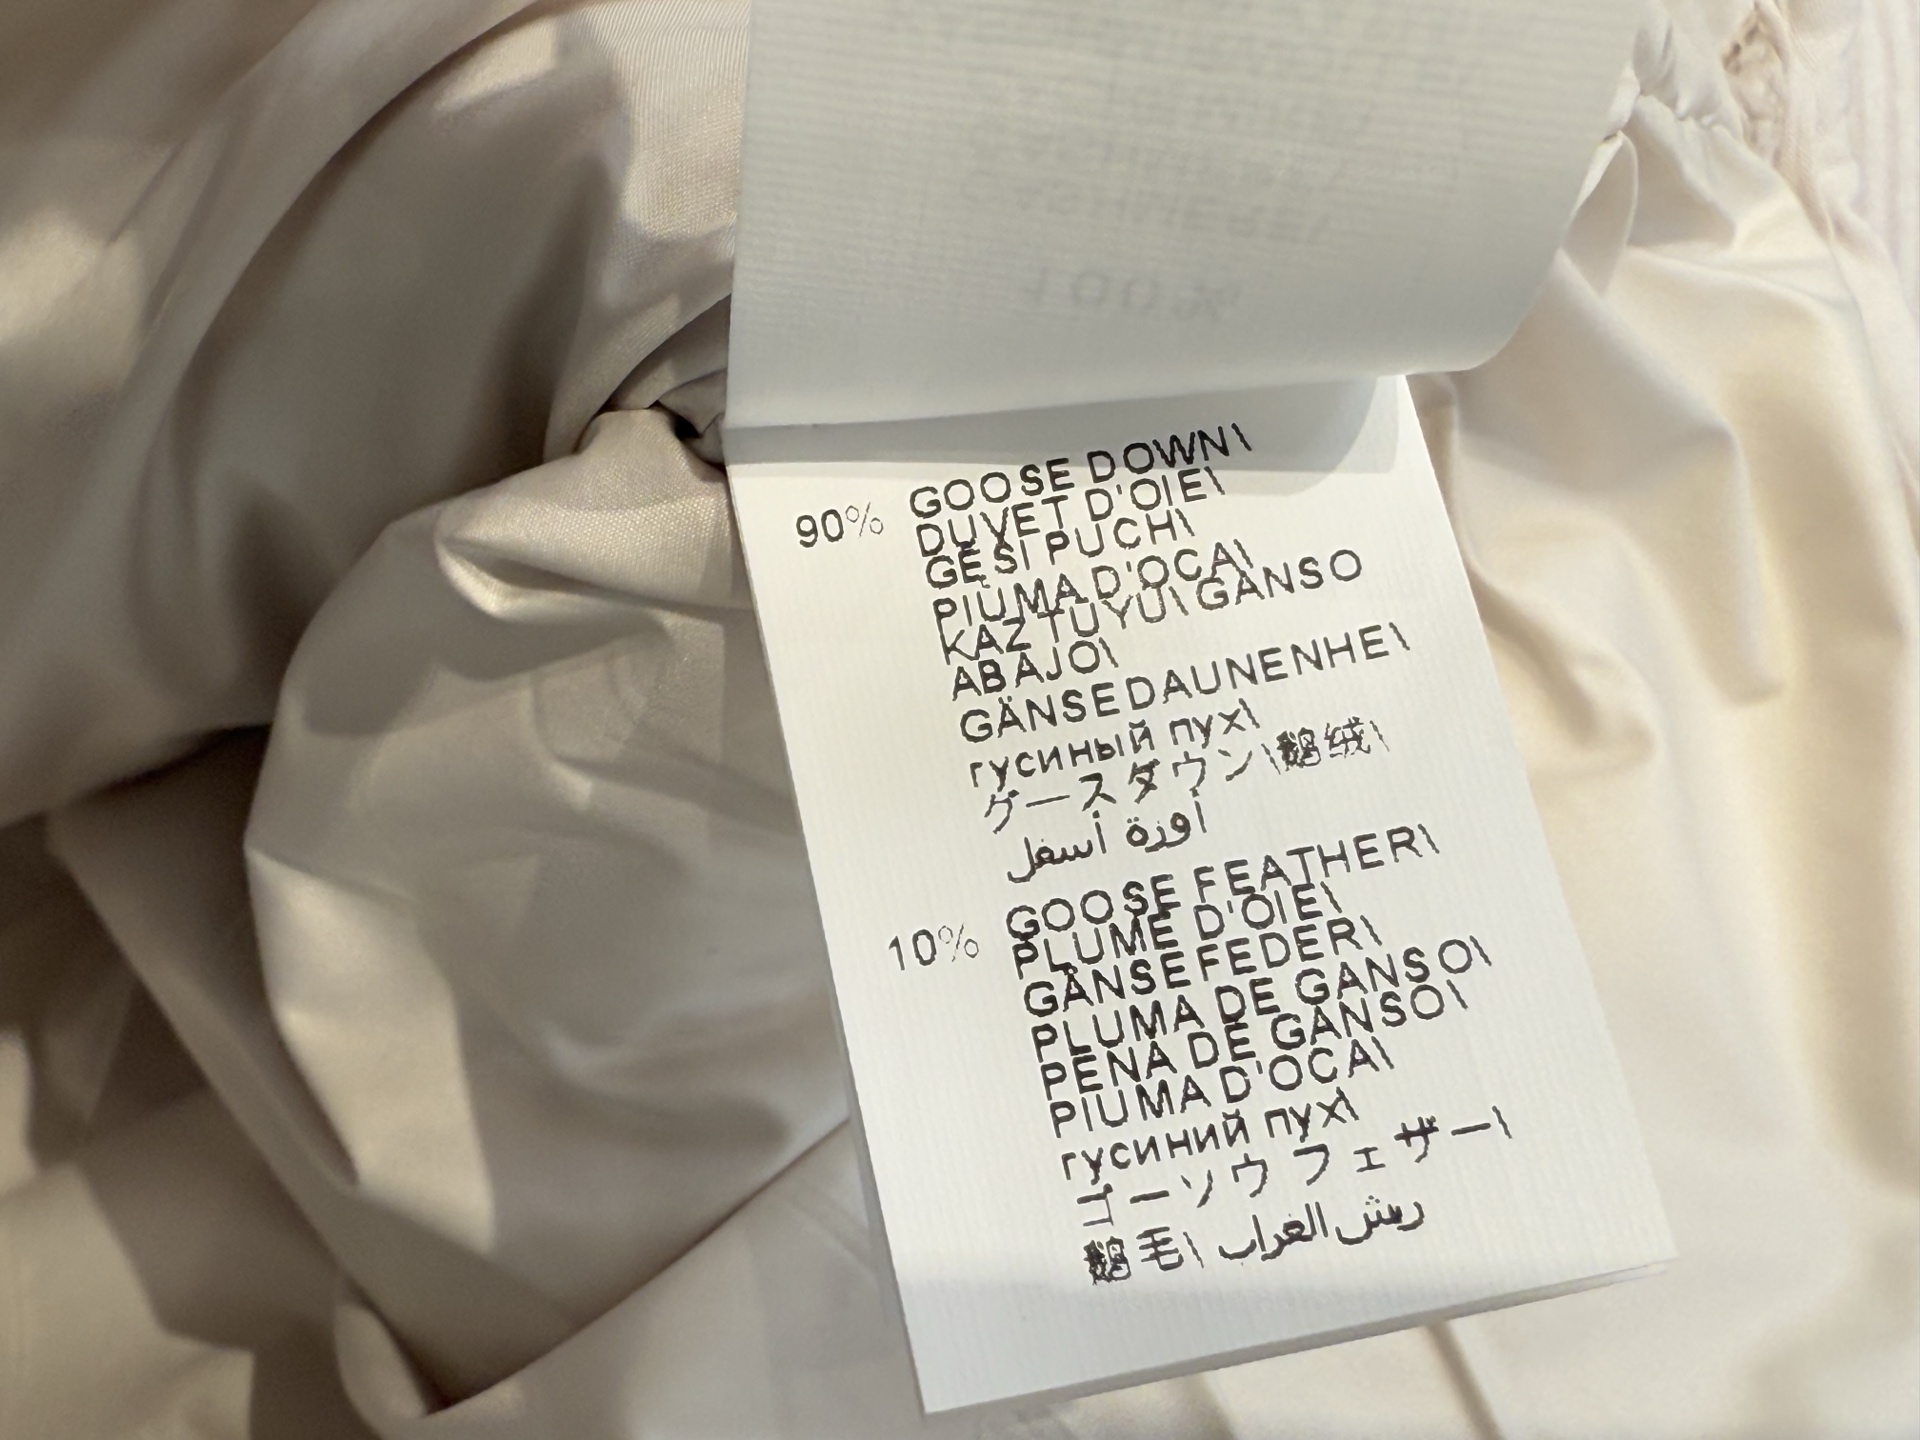 100%
90% GOOSE DOWN\
DUVET D'OIE\
GĘSI PUCH\
PIUMA D'OCA\
KAZ TUYU\ GANSO
ABAJO\
GÄNSEDAUNENHE\
гусиный пух\
グースダウン\鹅绒\
أوزة أسفل
10% GOOSE FEATHER\
PLUME D'OIE\
GÄNSEFEDER\
PLUMA DE GANSO\
PENA DE GANSO\
PIUMA D'OCA\
гусиний пух\
ゴーソウフェザー\
鹅毛\ ريش الغراب